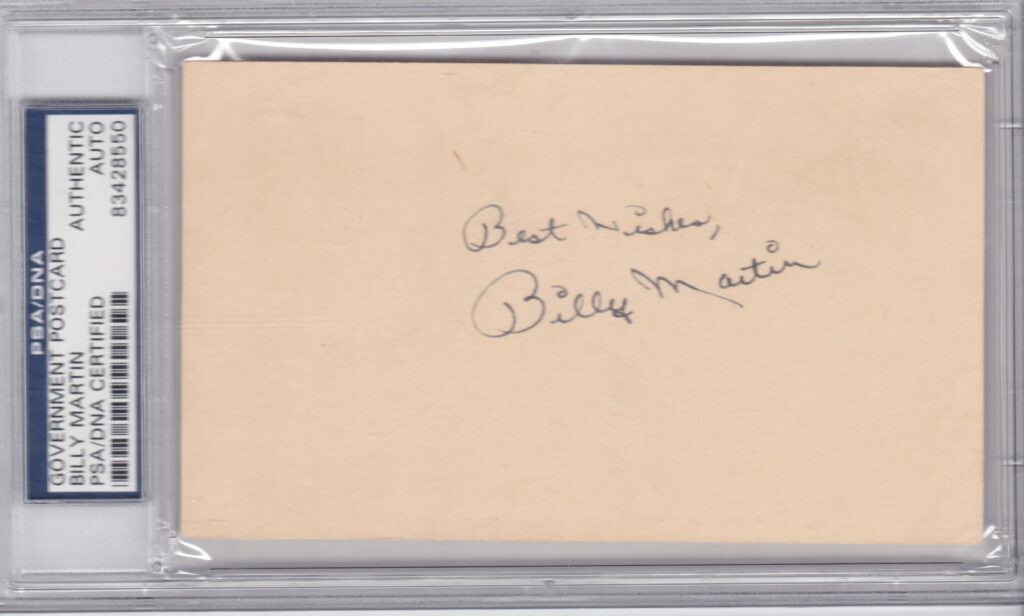 PSA/DNA
GOVERNMENT POSTCARD
BILLY MARTIN AUTHENTIC
PSA/DNA CERTIFIED AUTO
83428550
Best Wishes,
Billy Martin